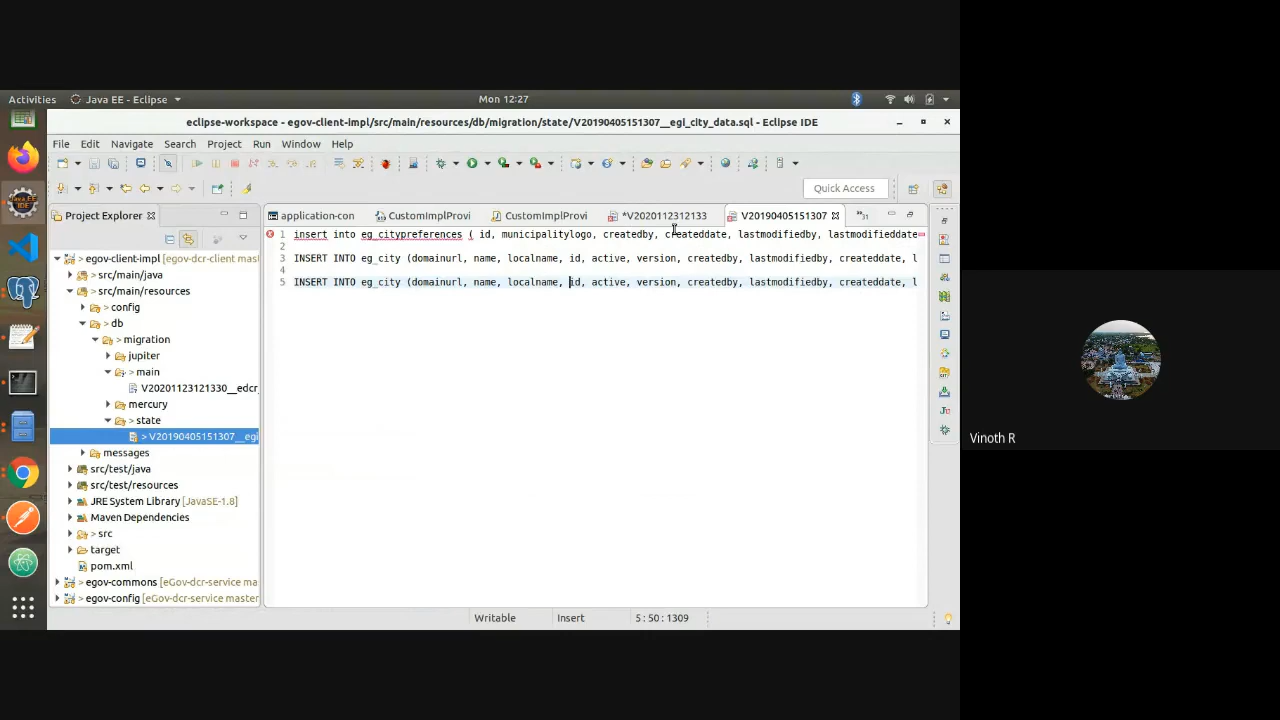 Activities Java EE - Eclipse Mon 12:27
eclipse-workspace - egov-client-impl/src/main/resources/db/migration/state/V20190405151307__egi_city_data.sql - Eclipse IDE
File Edit Navigate Search Project Run Window Help
Quick Access
Project Explorer
application-con CustomImplProvi CustomImplProvi *V2020112312133 V20190405151307 »31
egov-client-impl [egov-dcr-client mast
> src/main/java
> src/main/resources
> config
> db
> migration
jupiter
> main
V20201123121330__edcr_
mercury
> state
> V20190405151307__egi
messages
src/test/java
src/test/resources
JRE System Library [JavaSE-1.8]
Maven Dependencies
> src
target
pom.xml
> egov-commons [eGov-dcr-service ma
> egov-config [eGov-dcr-service master
1 insert into eg_citypreferences ( id, municipalitylogo, createdby, createddate, lastmodifiedby, lastmodifieddate
2
3 INSERT INTO eg_city (domainurl, name, localname, id, active, version, createdby, lastmodifiedby, createddate, l
4
5 INSERT INTO eg_city (domainurl, name, localname, id, active, version, createdby, lastmodifiedby, createddate, l
Writable Insert 5 : 50 : 1309
Vinoth R